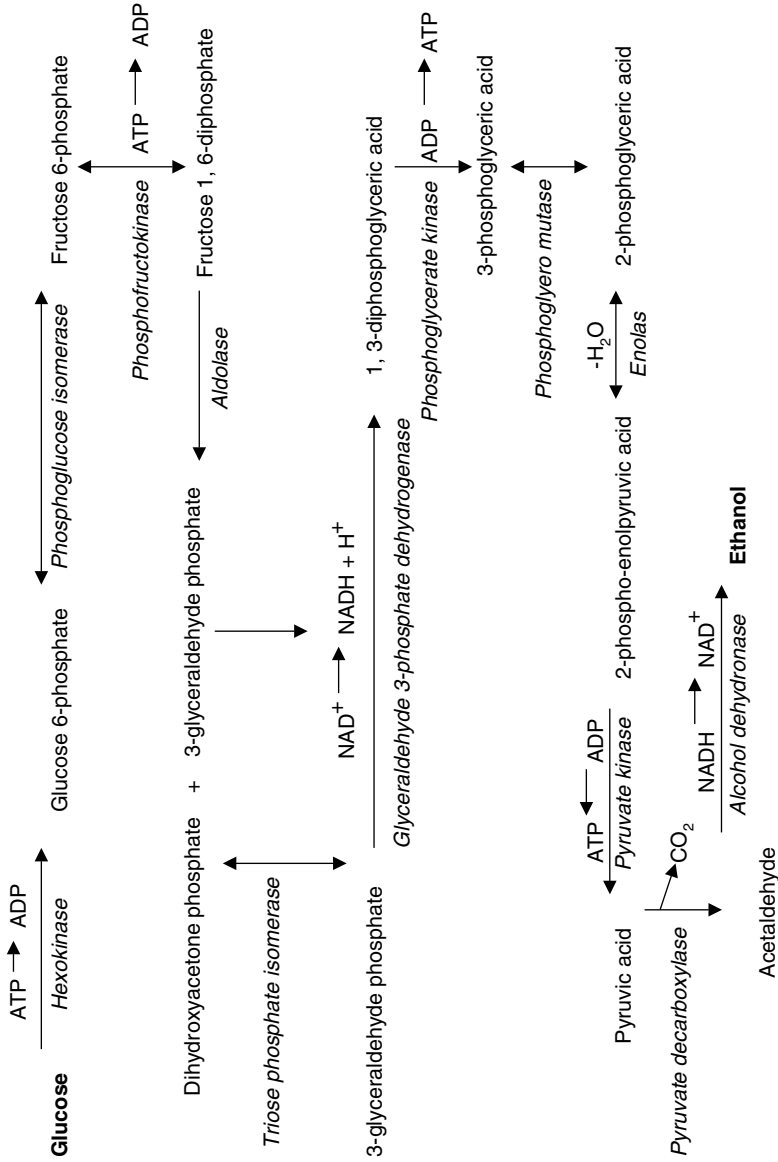 ATP → ADP
Glucose
Hexokinase
Glucose 6-phosphate
Phosphoglucose isomerase
Fructose 6-phosphate
Phosphofructokinase
ATP → ADP
Dihydroxyacetone phosphate + 3-glyceraldehyde phosphate
Aldolase
Fructose 1, 6-diphosphate
Triose phosphate isomerase
NAD⁺ → NADH + H⁺
3-glyceraldehyde phosphate
Glyceraldehyde 3-phosphate dehydrogenase
1, 3-diphosphoglyceric acid
Phosphoglycerate kinase
ADP → ATP
3-phosphoglyceric acid
Phosphoglyero mutase
ATP ← ADP
-H₂O
Pyruvic acid
Pyruvate kinase
2-phospho-enolpyruvic acid
Enolas
2-phosphoglyceric acid
Pyruvate decarboxylase
CO₂
NADH → NAD⁺
Acetaldehyde
Alcohol dehydronase
Ethanol